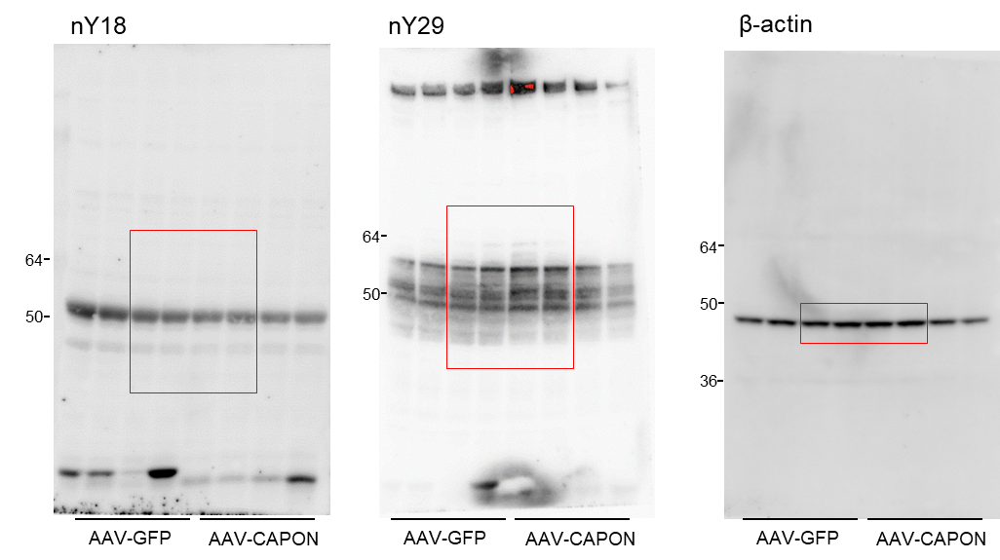 nY18
nY29
β-actin
64-
50-
64-
50-
64-
50-
36-
AAV-GFP
AAV-CAPON
AAV-GFP
AAV-CAPON
AAV-GFP
AAV-CAPON